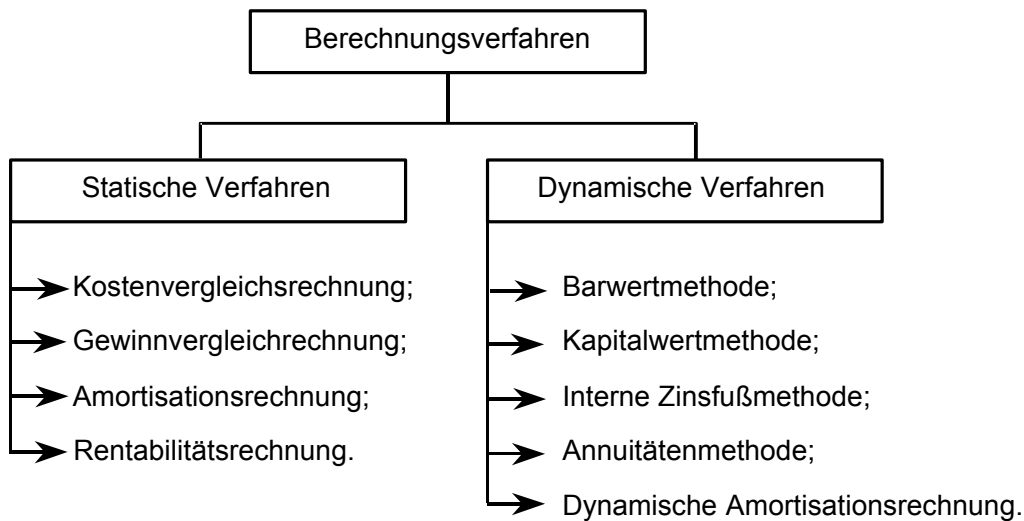 Berechnungsverfahren
Statische Verfahren
Kostenvergleichsrechnung;
Gewinnvergleichrechnung;
Amortisationsrechnung;
Rentabilitätsrechnung.
Dynamische Verfahren
Barwertmethode;
Kapitalwertmethode;
Interne Zinsfußmethode;
Annuitätenmethode;
Dynamische Amortisationsrechnung.